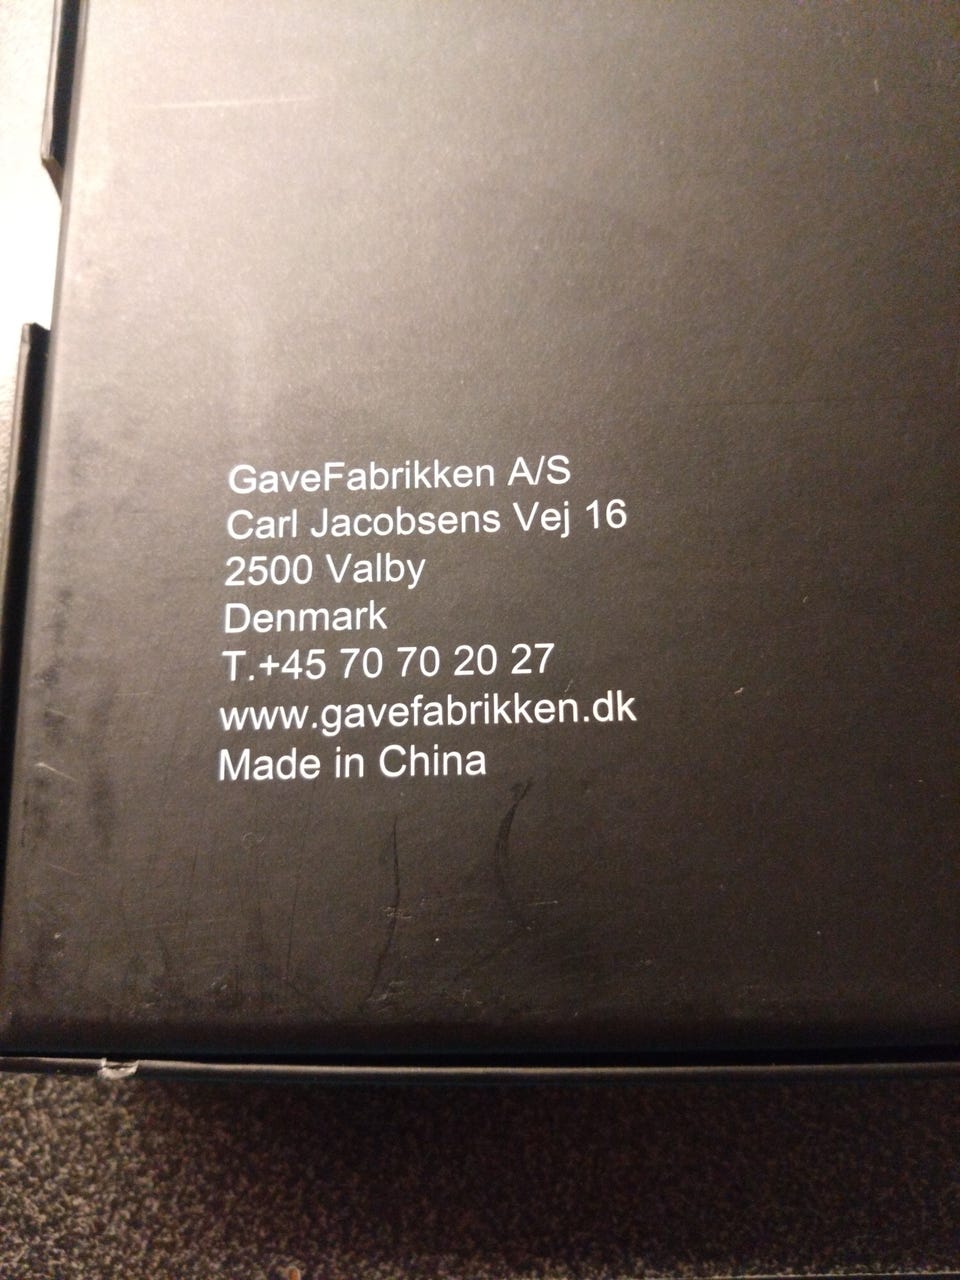 GaveFabrikken A/S
Carl Jacobsens Vej 16
2500 Valby
Denmark
T.+45 70 70 20 27
www.gavefabrikken.dk
Made in China